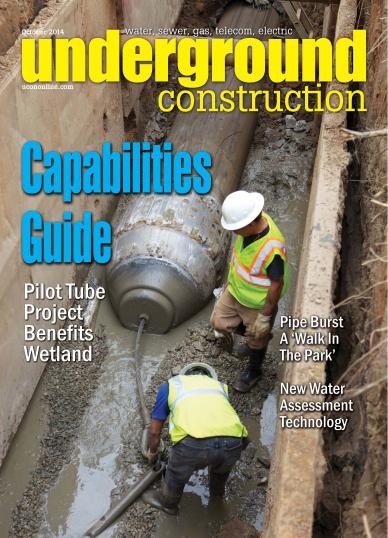 October 2014
water, sewer, gas, telecom, electric
underground
ucononline.com
construction
Capabilities
Guide
Pilot Tube
Project
Benefits
Wetland
Pipe Burst
A 'Walk In
The Park'
New Water
Assessment
Technology